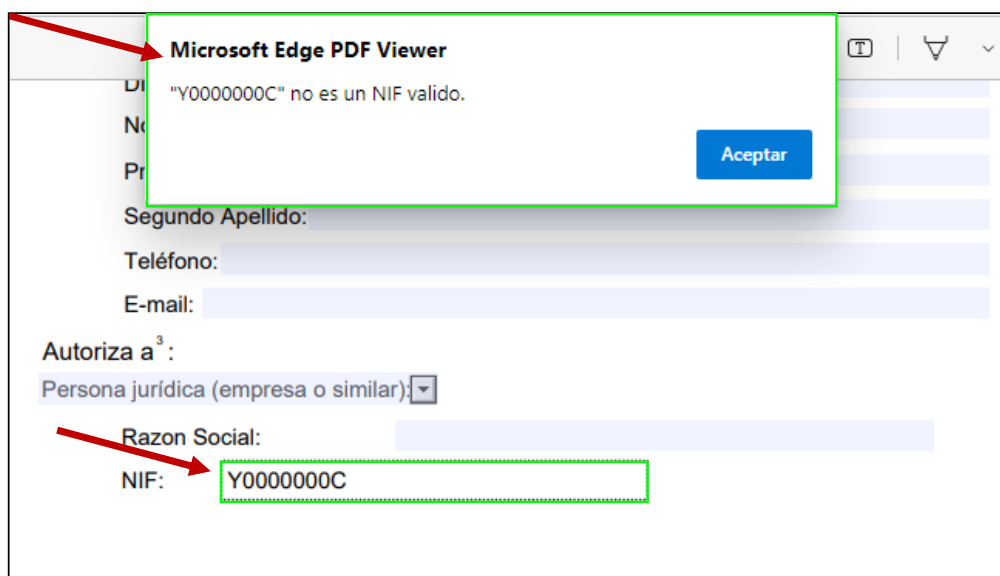 Microsoft Edge PDF Viewer
"Y0000000C" no es un NIF valido.
Aceptar
Segundo Apellido:
Teléfono:
E-mail:
Autoriza a³ :
Persona jurídica (empresa o similar):
Razon Social:
NIF: Y0000000C